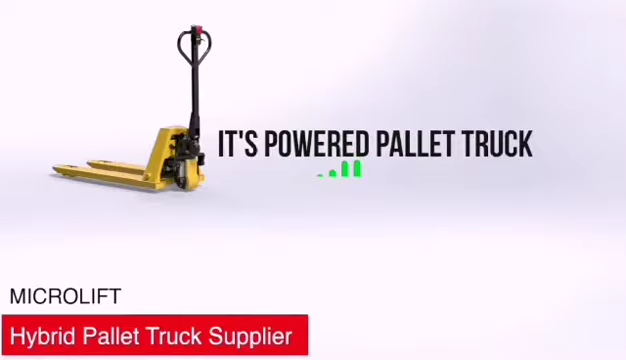 IT'S POWERED PALLET TRUCK
MICROLIFT
Hybrid Pallet Truck Supplier